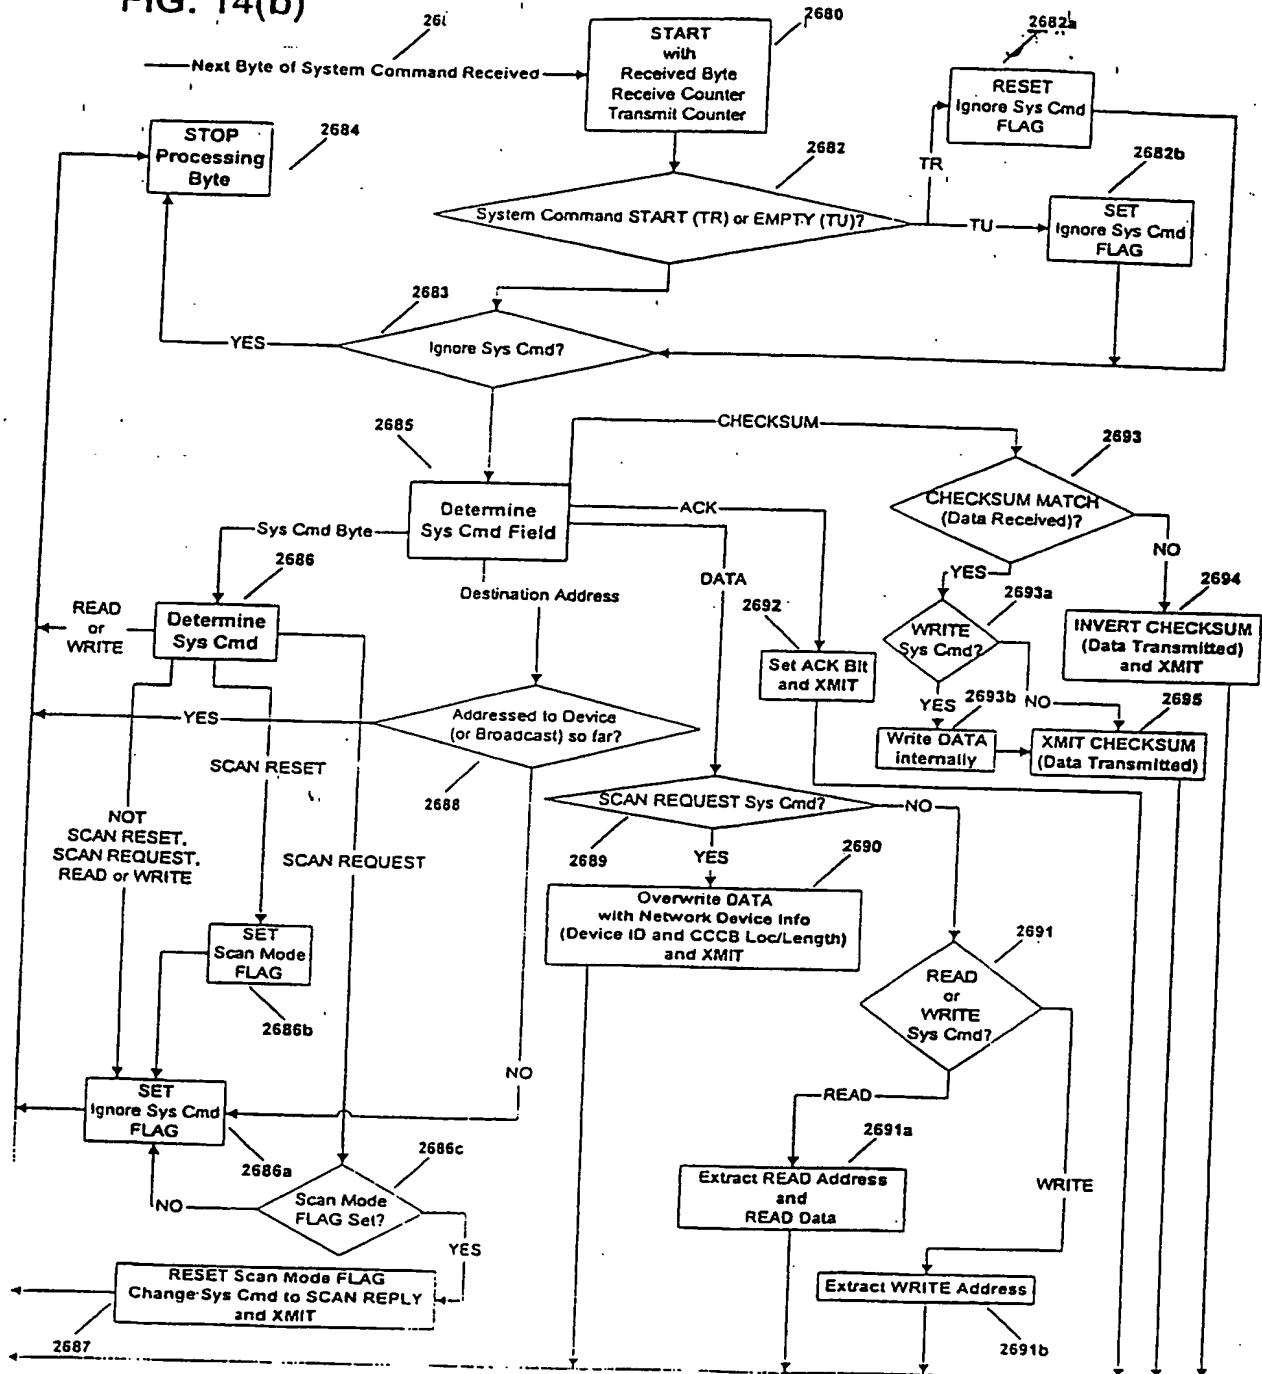 FIG. 14(b)
2680
2682a
START
with
Received Byte
Receive Counter
Transmit Counter
Next Byte of System Command Received
RESET
Ignore Sys Cmd
FLAG
STOP
Processing
Byte
2684
2682
TR
2682b
System Command START (TR) or EMPTY (TU)?
TU
SET
Ignore Sys Cmd
FLAG
2683
YES
Ignore Sys Cmd?
2685
CHECKSUM
2693
Determine
Sys Cmd Field
ACK
CHECKSUM MATCH
(Data Received)?
Sys Cmd Byte
2686
DATA
NO
YES
Destination Address
2692
2693a
2694
READ
or
WRITE
Determine
Sys Cmd
WRITE
Sys Cmd?
INVERT CHECKSUM
(Data Transmitted)
and XMIT
Set ACK Bit
and XMIT
YES
2693b
NO
2695
YES
Addressed to Device
(or Broadcast) so far?
Write DATA
internally
XMIT CHECKSUM
(Data Transmitted)
SCAN RESET
2688
SCAN REQUEST Sys Cmd?
NO
NOT
SCAN RESET,
SCAN REQUEST,
READ or WRITE
SCAN REQUEST
2689
YES
2690
Overwrite DATA
with Network Device Info
(Device ID and CCCB Loc/Length)
and XMIT
SET
Scan Mode
FLAG
2691
READ
or
WRITE
Sys Cmd?
2686b
NO
SET
Ignore Sys Cmd
FLAG
READ
2686a
2686c
2691a
Extract READ Address
and
READ Data
WRITE
NO
Scan Mode
FLAG Set?
YES
RESET Scan Mode FLAG
Change Sys Cmd to SCAN REPLY
and XMIT
Extract WRITE Address
2687
2691b